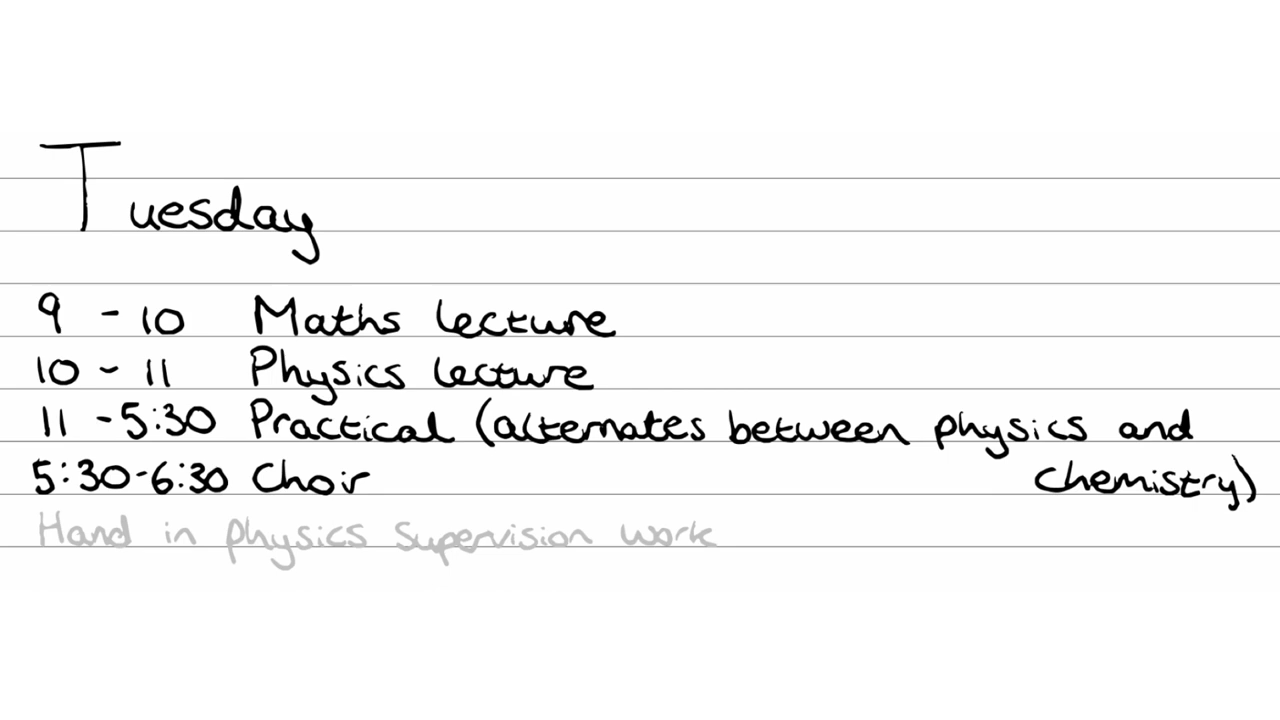 Tuesday
9 - 10 Maths lecture
10 - 11 Physics lecture
11 - 5:30 Practical (alternates between physics and
5:30-6:30 Choir chemistry)
Hand in physics supervision work